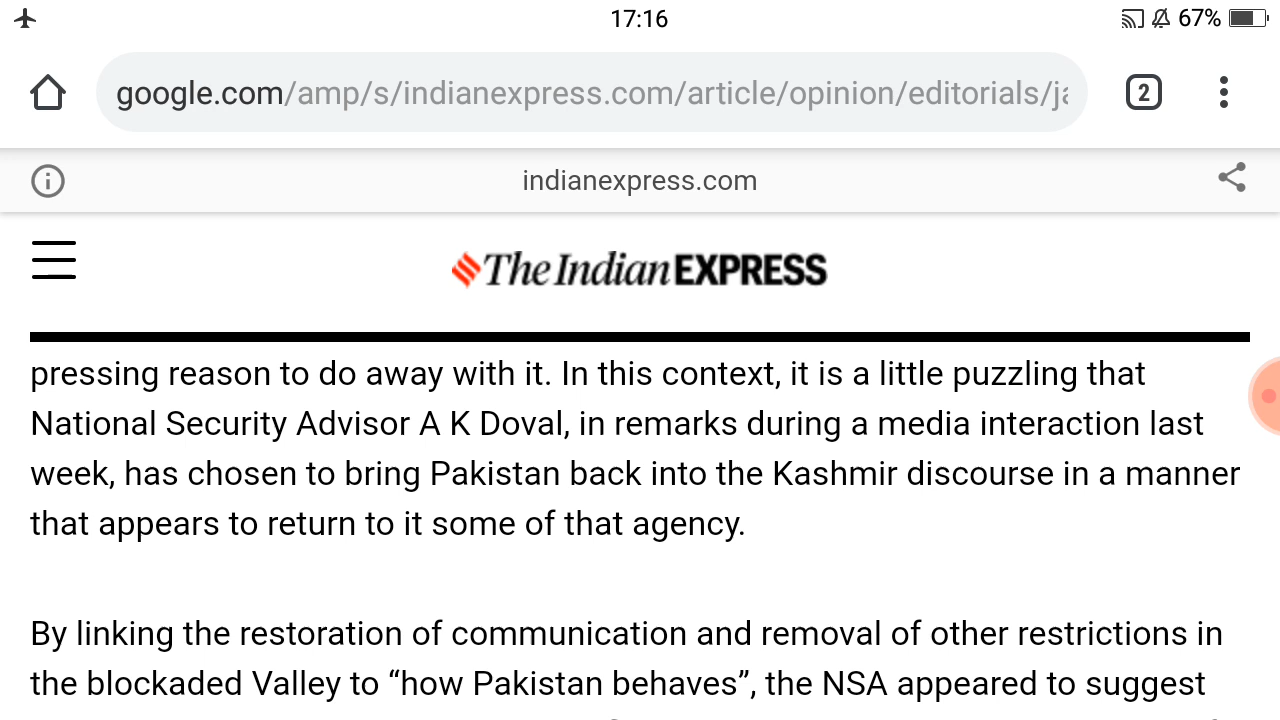 17:16
67%
google.com/amp/s/indianexpress.com/article/opinion/editorials/ja
2
indianexpress.com
The Indian EXPRESS
pressing reason to do away with it. In this context, it is a little puzzling that
National Security Advisor A K Doval, in remarks during a media interaction last
week, has chosen to bring Pakistan back into the Kashmir discourse in a manner
that appears to return to it some of that agency.
By linking the restoration of communication and removal of other restrictions in
the blockaded Valley to “how Pakistan behaves”, the NSA appeared to suggest